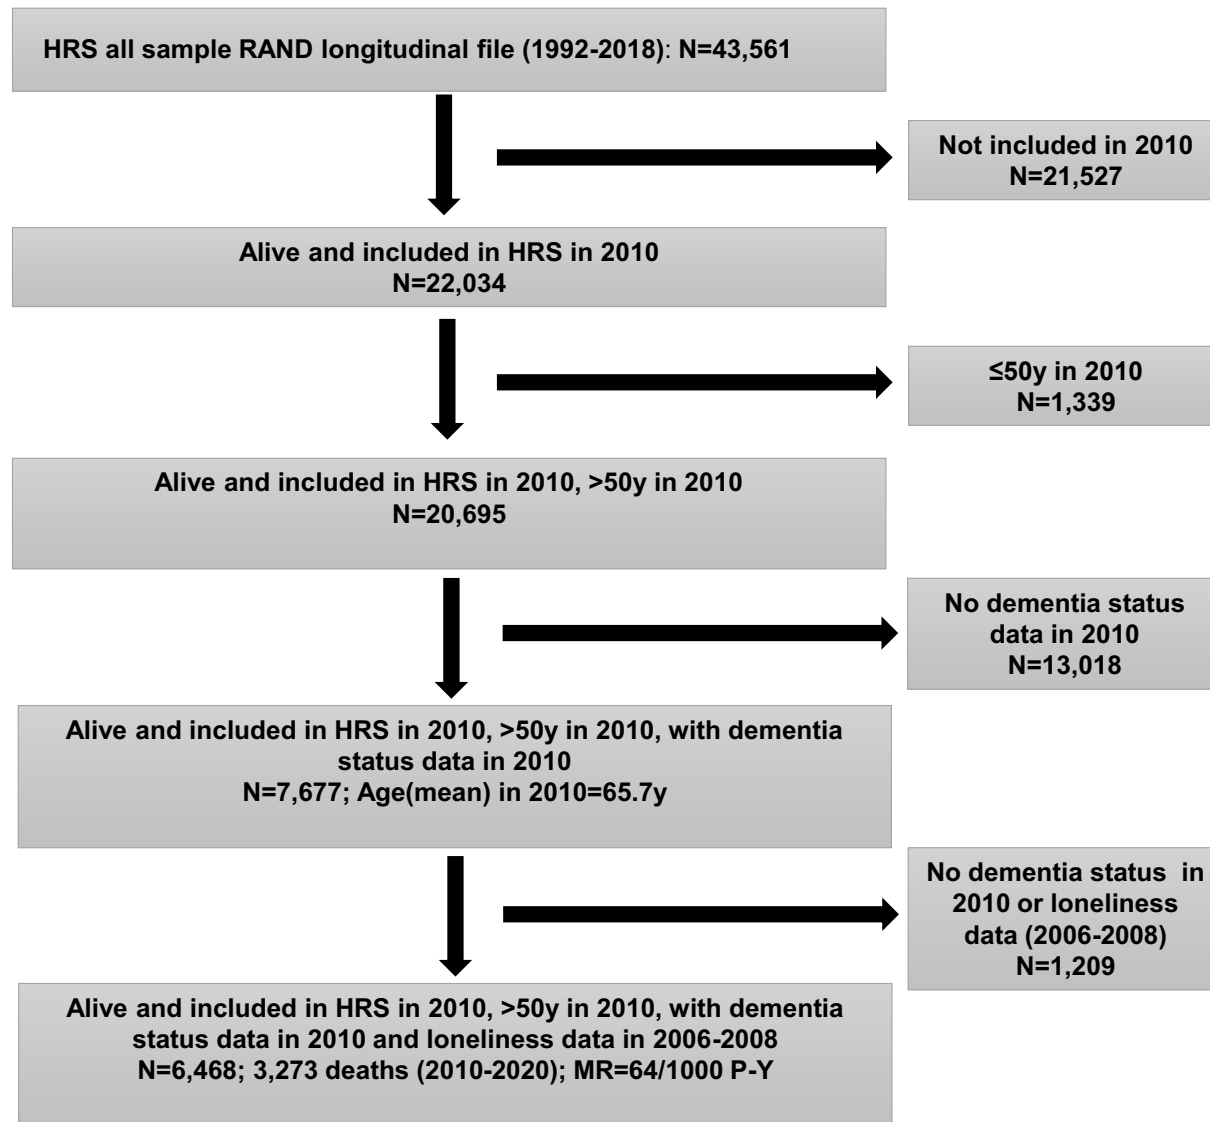 HRS all sample RAND longitudinal file (1992-2018): N=43,561
Not included in 2010
N=21,527
Alive and included in HRS in 2010
N=22,034
≤50y in 2010
N=1,339
Alive and included in HRS in 2010, >50y in 2010
N=20,695
No dementia status
data in 2010
N=13,018
Alive and included in HRS in 2010, >50y in 2010, with dementia
status data in 2010
N=7,677; Age(mean) in 2010=65.7y
No dementia status in
2010 or loneliness
data (2006-2008)
N=1,209
Alive and included in HRS in 2010, >50y in 2010, with dementia
status data in 2010 and loneliness data in 2006-2008
N=6,468; 3,273 deaths (2010-2020); MR=64/1000 P-Y